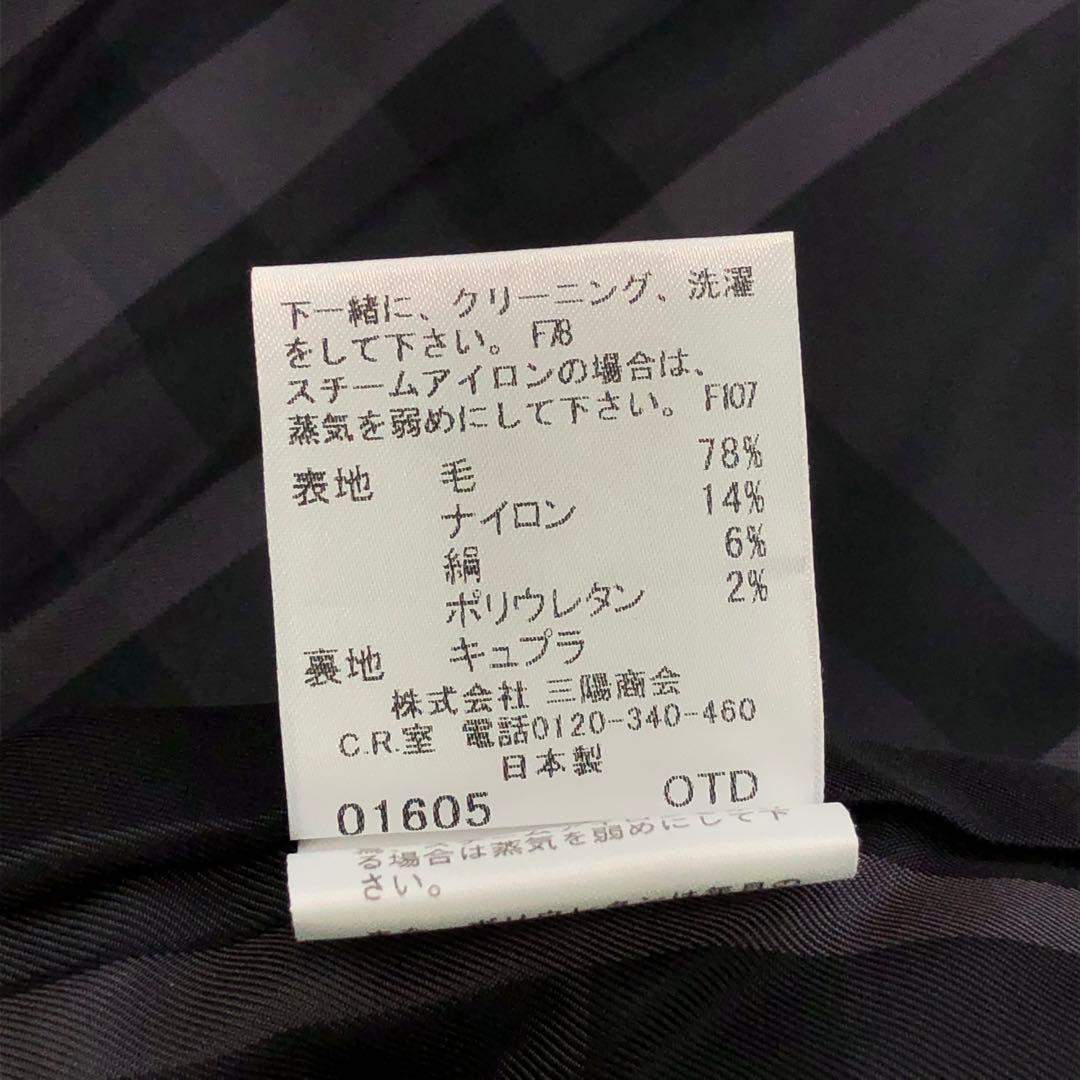 下一緒に、クリーニング、洗濯
をして下さい。 F78
スチームアイロンの場合は、
蒸気を弱めにして下さい。 F107
表地 毛 78%
ナイロン 14%
絹 6%
ポリウレタン 2%
裏地 キュプラ
株式会社 三陽商会
C.R.室 電話0120-340-460
日本製
01605 OTD
る場合は蒸気を弱めにして下
さい。